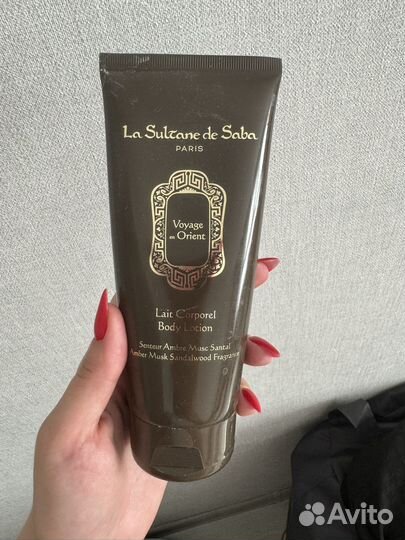 La Sultane de Saba
PARIS
Voyage
en Orient
Lait Corporel
Body Lotion
Senteur Ambre Musc Santal
Amber Musk Sandalwood Fragrance
Avito